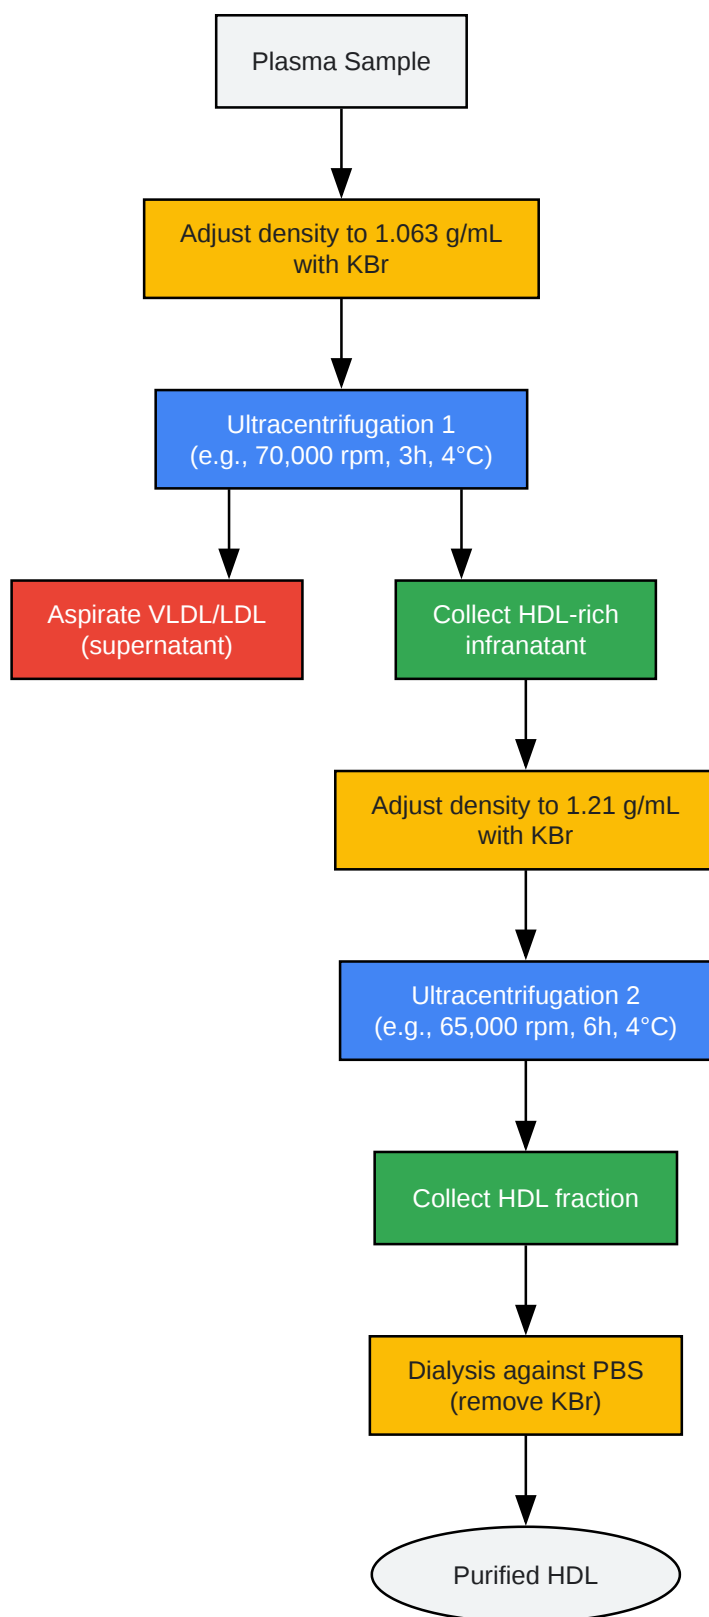 Plasma Sample
Adjust density to 1.063 g/mL
with KBr
Ultracentrifugation 1
(e.g., 70,000 rpm, 3h, 4°C)
Aspirate VLDL/LDL
(supernatant)
Collect HDL-rich
infranatant
Adjust density to 1.21 g/mL
with KBr
Ultracentrifugation 2
(e.g., 65,000 rpm, 6h, 4°C)
Collect HDL fraction
Dialysis against PBS
(remove KBr)
Purified HDL